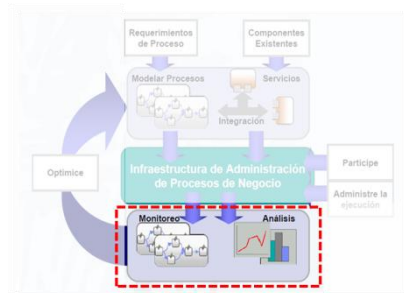 Requerimientos
de Proceso
Componentes
Existentes
Modelar Procesos
Servicios
Integración
Optimice
Infraestructura de Administración
de Procesos de Negocio
Participe
Administre la
ejecución
Monitoreo
Análisis